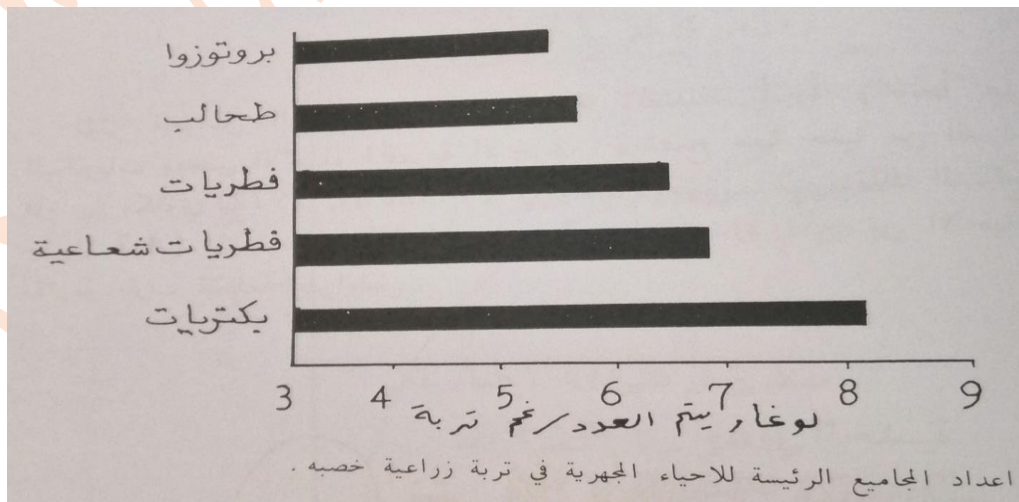 بروتوزوا
طحالب
فطريات
فطريات شعاعية
بكتريات
3 4 5 6 7 8 9
لوغاريتم العدد/غم تربة
اعداد المجاميع الرئيسة للاحياء المجهرية في تربة زراعية خصبه .